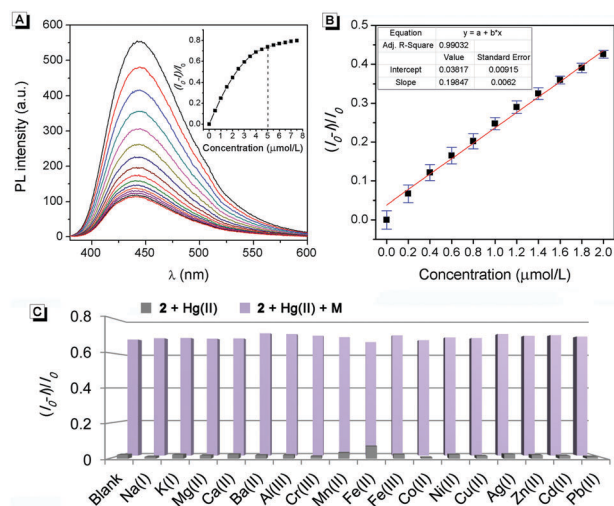 A
600
500
400
300
200
100
0
PL intensity (a.u.)
400 450 500 550 600
λ (nm)
0.8
0.6
0.4
0.2
0.0
(I0-I)/I0
0 1 2 3 4 5 6 7 8
Concentration (μmol/L)
B
0.5
0.4
0.3
0.2
0.1
0.0
(I0-I)/I0
Equation y = a + b*x
Adj. R-Square 0.99032
Value Standard Error
Intercept 0.03817 0.00915
Slope 0.19847 0.0062
0.0 0.2 0.4 0.6 0.8 1.0 1.2 1.4 1.6 1.8 2.0
Concentration (μmol/L)
C
2 + Hg(II) 2 + Hg(II) + M
0.8
0.6
0.4
0.2
0
(I0-I)/I0
Blank
Na(I)
K(I)
Mg(II)
Ca(II)
Ba(II)
Al(III)
Cr(III)
Mn(II)
Fe(II)
Fe(III)
Co(II)
Ni(II)
Cu(II)
Ag(I)
Zn(II)
Cd(II)
Pb(II)